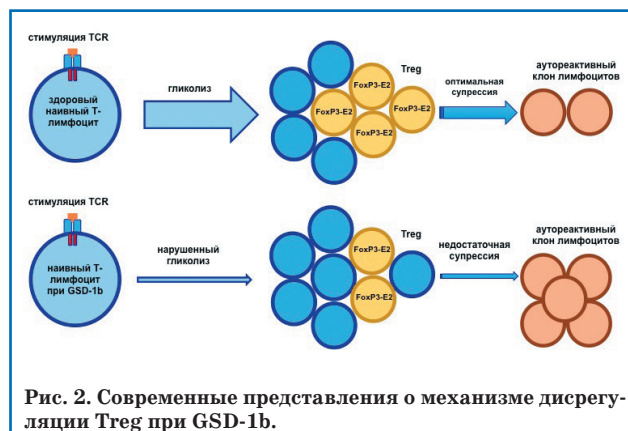 стимуляция TCR
здоровый
наивный Т-
лимфоцит
гликолиз
Treg
FoxP3-E2
FoxP3-E2
FoxP3-E2
FoxP3-E2
FoxP3-E2
оптимальная
супрессия
аутореактивный
клон лимфоцитов
стимуляция TCR
наивный Т-
лимфоцит
при GSD-1b
нарушенный
гликолиз
Treg
FoxP3-E2
FoxP3-E2
недостаточная
супрессия
аутореактивный
клон лимфоцитов
Рис. 2. Современные представления о механизме дисрегу-
ляции Treg при GSD-1b.